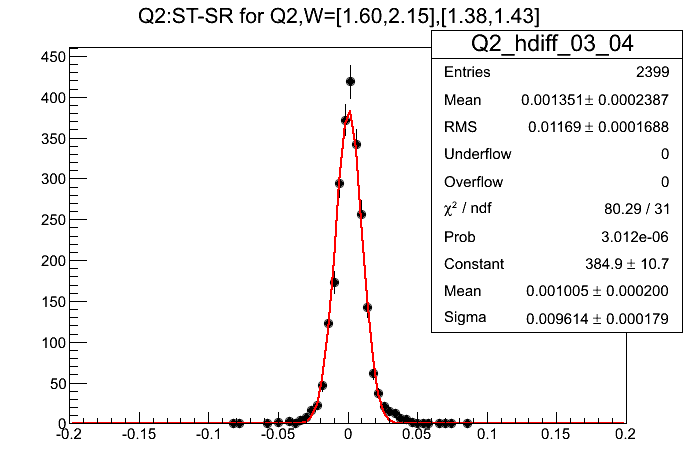 Q2:ST-SR for Q2,W=[1.60,2.15],[1.38,1.43]
Q2_hdiff_03_04
Entries 2399
Mean 0.001351± 0.0002387
RMS 0.01169± 0.0001688
Underflow 0
Overflow 0
χ² / ndf 80.29 / 31
Prob 3.012e-06
Constant 384.9 ± 10.7
Mean 0.001005 ± 0.000200
Sigma 0.009614 ± 0.000179
450
400
350
300
250
200
150
100
50
0
-0.2 -0.15 -0.1 -0.05 0 0.05 0.1 0.15 0.2